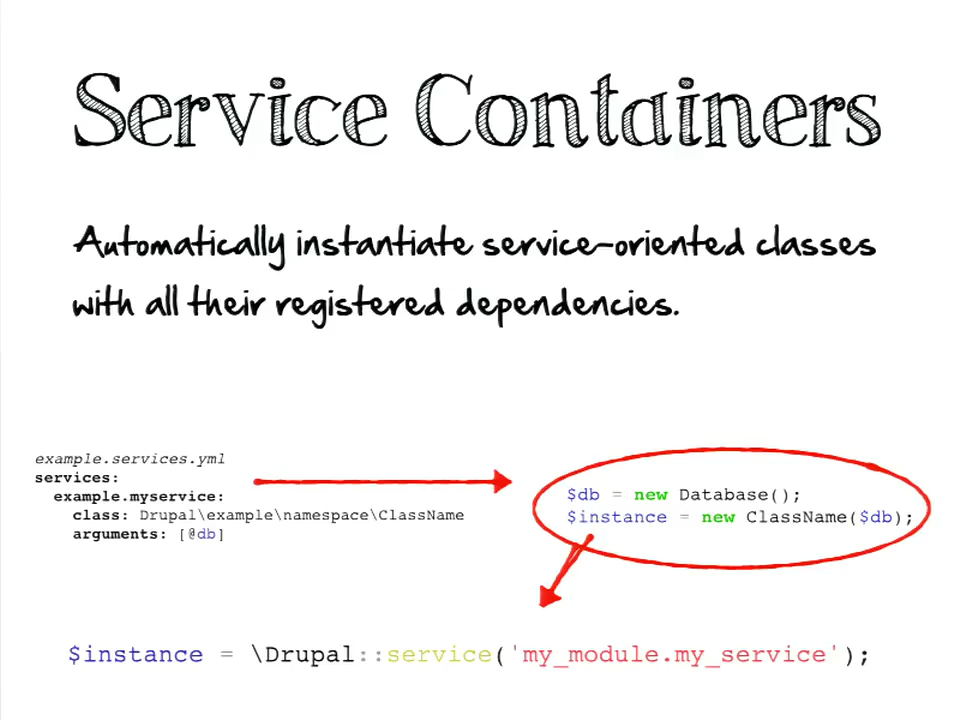 Service Containers
Automatically instantiate service-oriented classes
with all their registered dependencies.
example.services.yml
services:
  example.myservice:
    class: Drupal\example\namespace\ClassName
    arguments: [@db]
$db = new Database();
$instance = new ClassName($db);
$instance = \Drupal::service('my_module.my_service');